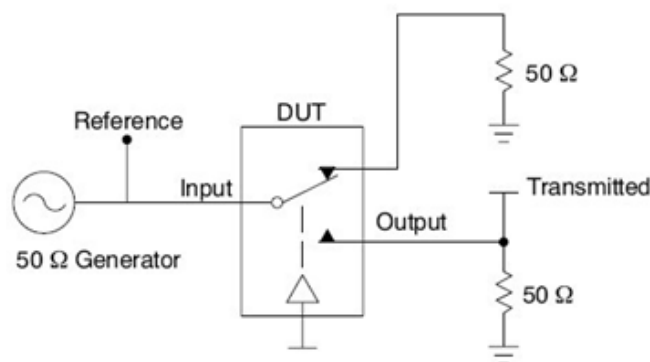 50 Ω
DUT
Reference
Input
Transmitted
Output
50 Ω Generator
50 Ω